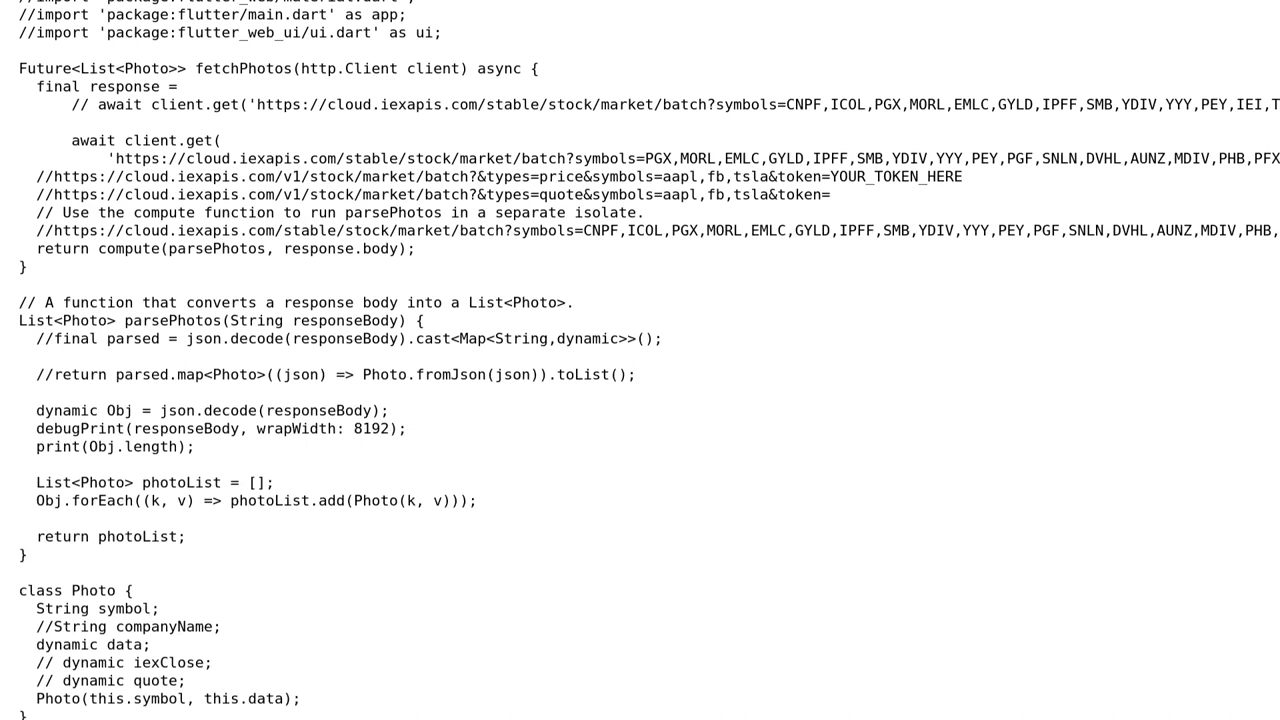 //import 'package:flutter_web/material.dart';
//import 'package:flutter/main.dart' as app;
//import 'package:flutter_web_ui/ui.dart' as ui;
Future<List<Photo>> fetchPhotos(http.Client client) async {
final response =
// await client.get('https://cloud.iexapis.com/stable/stock/market/batch?symbols=CNPF,ICOL,PGX,MORL,EMLC,GYLD,IPFF,SMB,YDIV,YYY,PEY,IEI,T
await client.get(
'https://cloud.iexapis.com/stable/stock/market/batch?symbols=PGX,MORL,EMLC,GYLD,IPFF,SMB,YDIV,YYY,PEY,PGF,SNLN,DVHL,AUNZ,MDIV,PHB,PFX
//https://cloud.iexapis.com/v1/stock/market/batch?&types=price&symbols=aapl,fb,tsla&token=YOUR_TOKEN_HERE
//https://cloud.iexapis.com/v1/stock/market/batch?&types=quote&symbols=aapl,fb,tsla&token=
// Use the compute function to run parsePhotos in a separate isolate.
//https://cloud.iexapis.com/stable/stock/market/batch?symbols=CNPF,ICOL,PGX,MORL,EMLC,GYLD,IPFF,SMB,YDIV,YYY,PEY,PGF,SNLN,DVHL,AUNZ,MDIV,PHB,
return compute(parsePhotos, response.body);
}
// A function that converts a response body into a List<Photo>.
List<Photo> parsePhotos(String responseBody) {
//final parsed = json.decode(responseBody).cast<Map<String,dynamic>>();
//return parsed.map<Photo>((json) => Photo.fromJson(json)).toList();
dynamic Obj = json.decode(responseBody);
debugPrint(responseBody, wrapWidth: 8192);
print(Obj.length);
List<Photo> photoList = [];
Obj.forEach((k, v) => photoList.add(Photo(k, v)));
return photoList;
}
class Photo {
String symbol;
//String companyName;
dynamic data;
// dynamic iexClose;
// dynamic quote;
Photo(this.symbol, this.data);
}